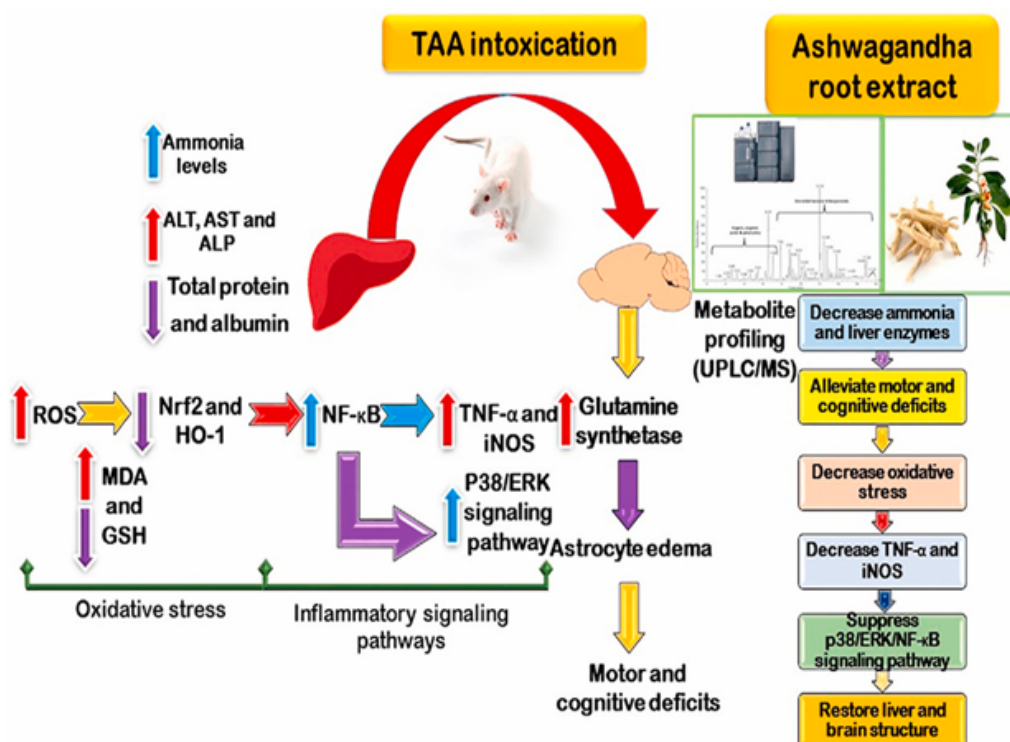 TAA intoxication
Ashwagandha
root extract
Ammonia
levels
ALT, AST and
ALP
Total protein
and albumin
Metabolite
profiling
(UPLC/MS)
ROS
Nrf2 and
HO-1
NF-κB
TNF-α and
iNOS
Glutamine
synthetase
MDA
and
GSH
P38/ERK
signaling
pathway
Astrocyte edema
Oxidative stress
Inflammatory signaling
pathways
Motor and
cognitive deficits
Decrease ammonia
and liver enzymes
Alleviate motor and
cognitive deficits
Decrease oxidative
stress
Decrease TNF-α and
iNOS
Suppress
p38/ERK/NF-κB
signaling pathway
Restore liver and
brain structure